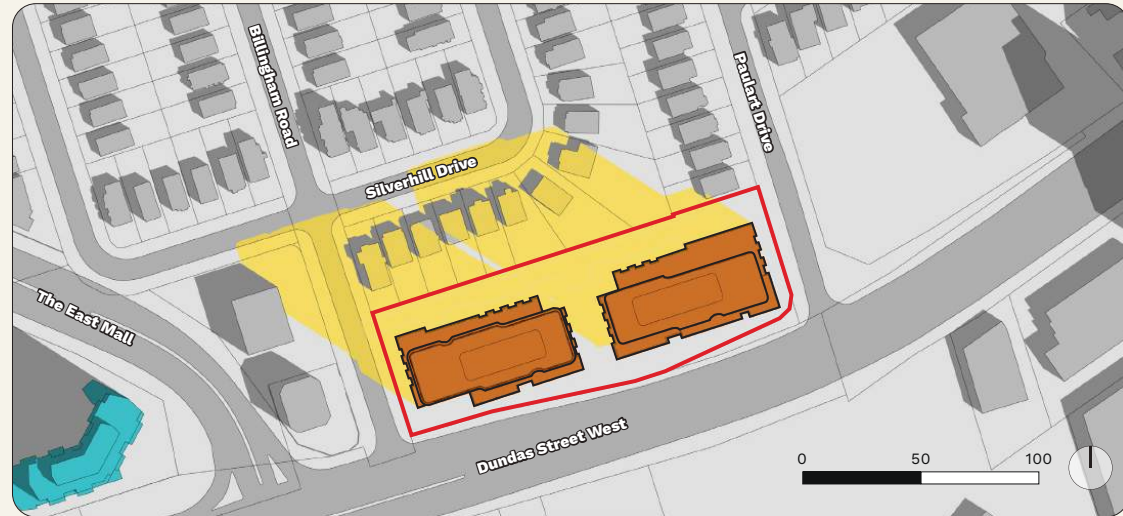 Billingham Road
Paulart Drive
Silverhill Drive
The East Mall
Dundas Street West
0 50 100